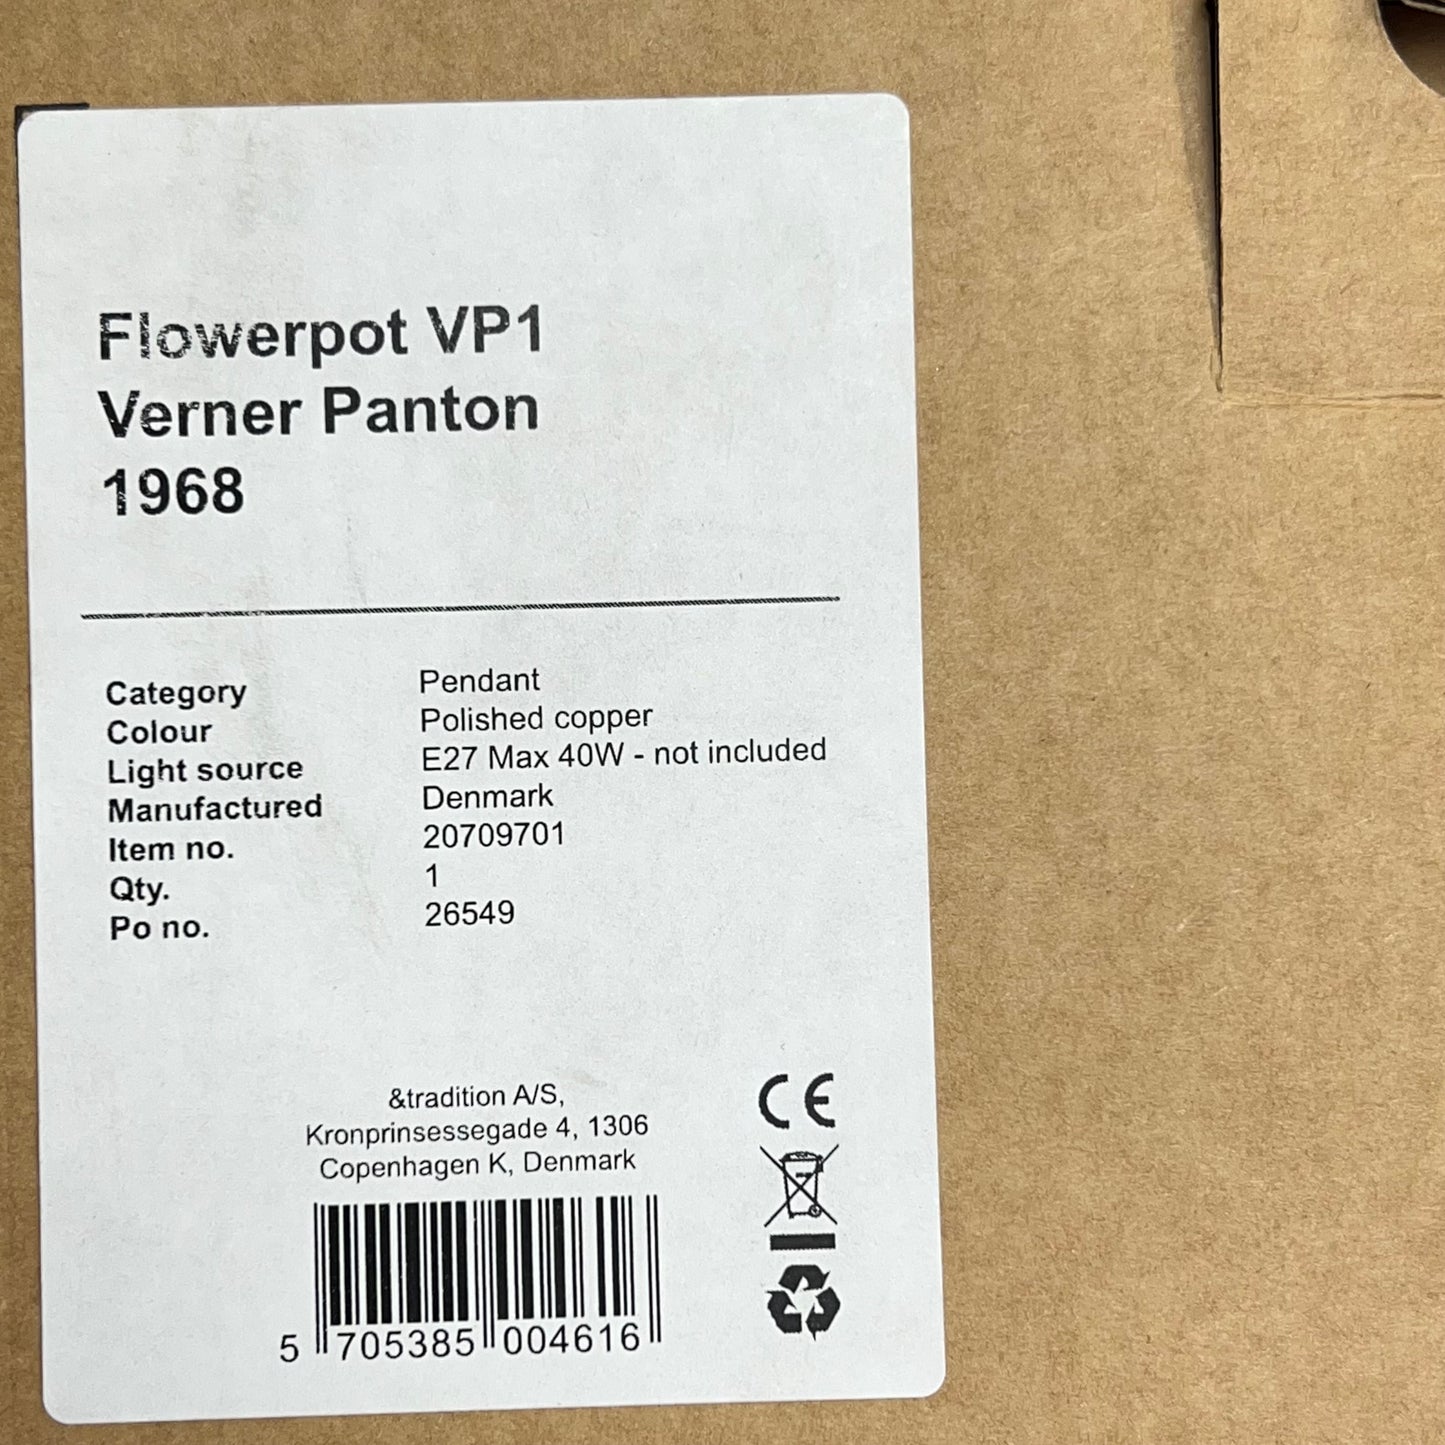 Flowerpot VP1
Verner Panton
1968
Category Pendant
Colour Polished copper
Light source E27 Max 40W - not included
Manufactured Denmark
Item no. 20709701
Qty. 1
Po no. 26549
&tradition A/S,
Kronprinsessegade 4, 1306
Copenhagen K, Denmark
CE
5 705385 004616